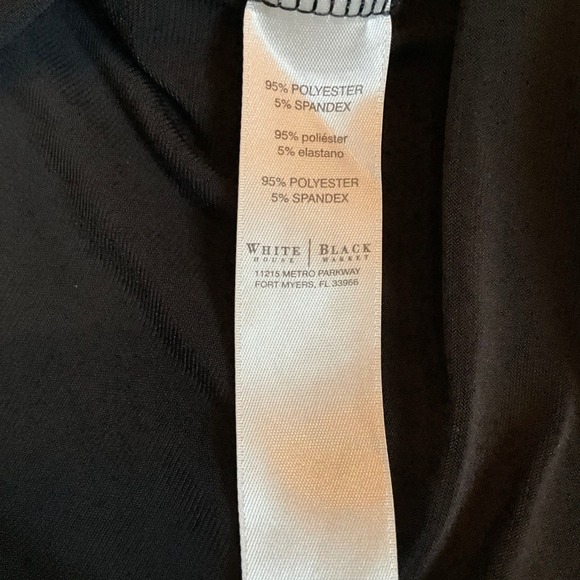 95% POLYESTER
5% SPANDEX
95% poliéster
5% elastano
95% POLYESTER
5% SPANDEX
WHITE | BLACK
HOUSE MARKET
11215 METRO PARKWAY
FORT MYERS, FL 33966